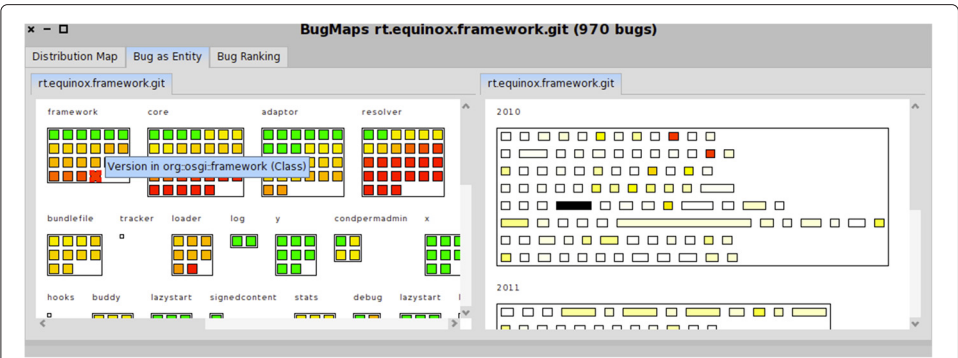 BugMaps rt.equinox.framework.git (970 bugs)
Distribution Map Bug as Entity Bug Ranking
rt.equinox.framework.git rt.equinox.framework.git
framework core adaptor resolver
Version in org:osgi:framework (Class)
bundlefile tracker loader log y condpermadmin x
hooks buddy lazystart signedcontent stats debug lazystart
2010
2011